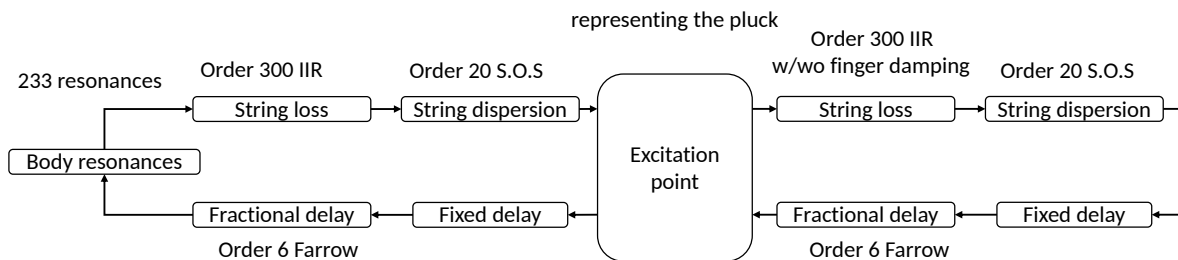 representing the pluck
Order 300 IIR
w/wo finger damping
233 resonances
Order 300 IIR
Order 20 S.O.S
Order 20 S.O.S
String loss
String dispersion
String loss
String dispersion
Body resonances
Excitation
point
Fractional delay
Fixed delay
Fractional delay
Fixed delay
Order 6 Farrow
Order 6 Farrow